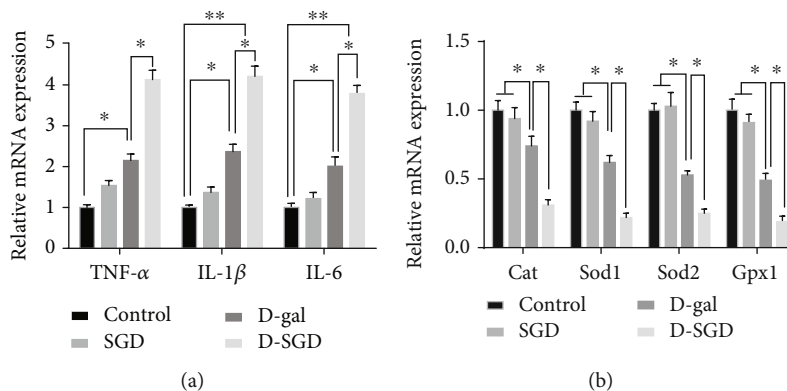 **
**
**
*
*
*
*
*
*
*
Relative mRNA expression
5
4
3
2
1
0
TNF-α
IL-1β
IL-6
Control
D-gal
SGD
D-SGD
(a)
1.5
*
*
*
*
*
*
*
*
Relative mRNA expression
1.0
0.5
0.0
Cat
Sod1
Sod2
Gpx1
Control
D-gal
SGD
D-SGD
(b)